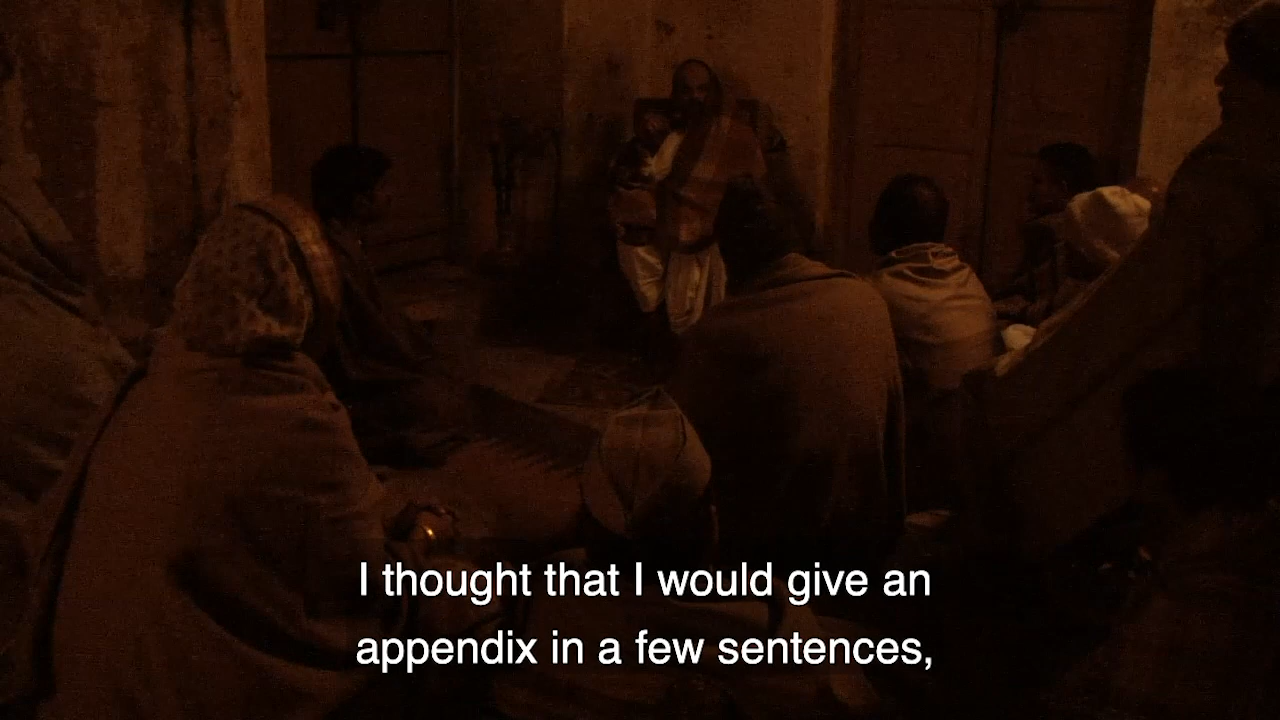 I thought that I would give an
appendix in a few sentences,